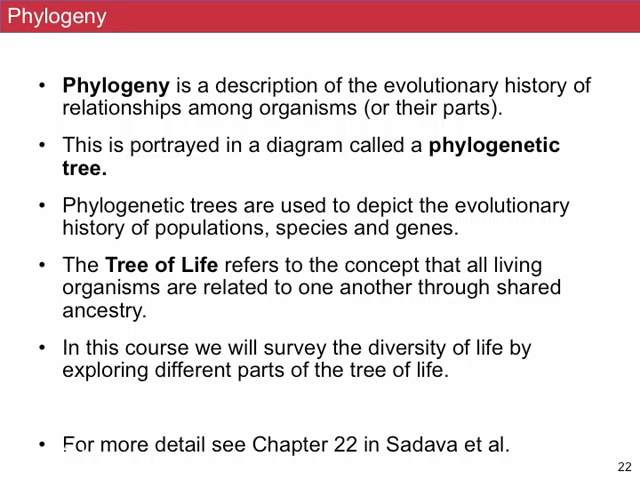 Phylogeny
• Phylogeny is a description of the evolutionary history of
relationships among organisms (or their parts).
• This is portrayed in a diagram called a phylogenetic
tree.
• Phylogenetic trees are used to depict the evolutionary
history of populations, species and genes.
• The Tree of Life refers to the concept that all living
organisms are related to one another through shared
ancestry.
• In this course we will survey the diversity of life by
exploring different parts of the tree of life.
• For more detail see Chapter 22 in Sadava et al.
22